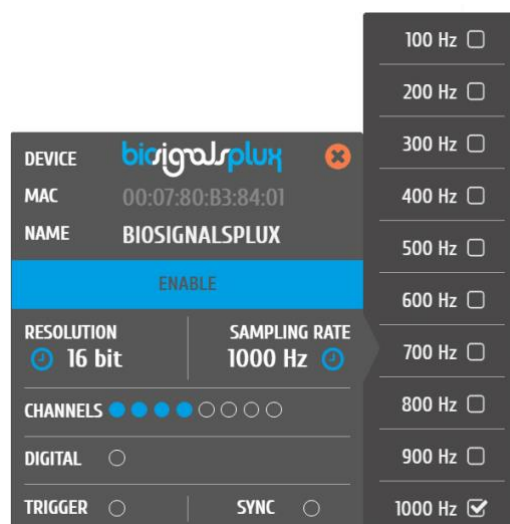 DEVICE biosignalsplux
MAC 00:07:80:B3:84:01
NAME BIOSIGNALSPLUX
ENABLE
RESOLUTION SAMPLING RATE
16 bit 1000 Hz
CHANNELS
DIGITAL
TRIGGER SYNC
100 Hz
200 Hz
300 Hz
400 Hz
500 Hz
600 Hz
700 Hz
800 Hz
900 Hz
1000 Hz